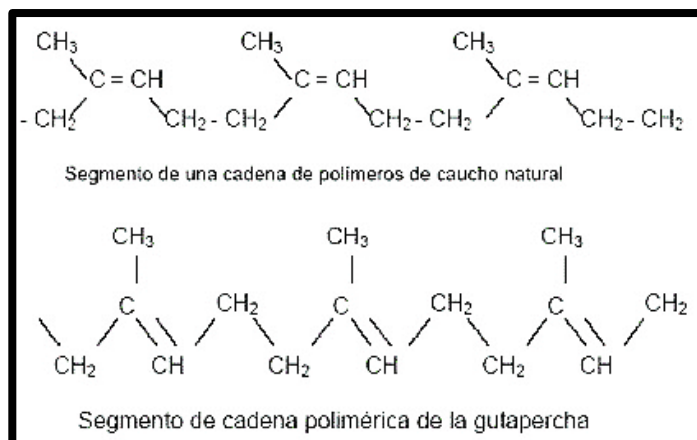 CH₃ CH₃ CH₃
C = CH C = CH C = CH
- CH₂ CH₂ - CH₂ CH₂ - CH₂ CH₂ - CH₂
Segmento de una cadena de polímeros de caucho natural
CH₃ CH₃ CH₃
C CH₂ C CH₂ C CH₂
CH₂ CH CH₂ CH CH₂ CH
Segmento de cadena polimérica de la gutapercha